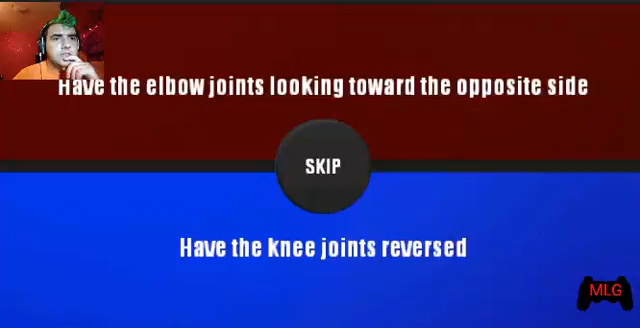 Have the elbow joints looking toward the opposite side
SKIP
Have the knee joints reversed
MLG